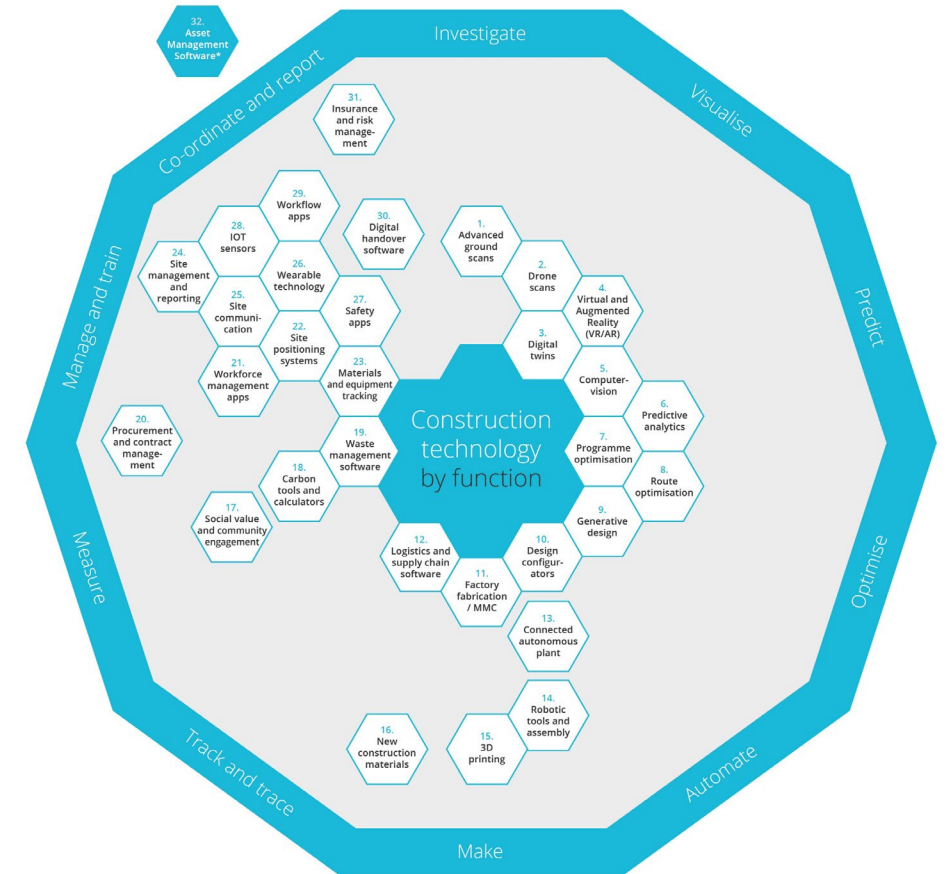 32.
Asset
Management
Software*
Investigate
Visualise
Predict
Optimise
Automate
Make
Track and trace
Measure
Manage and train
Co-ordinate and report
Construction
technology
by function
1.
Advanced
ground
scans
2.
Drone
scans
3.
Digital
twins
4.
Virtual and
Augmented
Reality
(VR/AR)
5.
Computer-
vision
6.
Predictive
analytics
7.
Programme
optimisation
8.
Route
optimisation
9.
Generative
design
10.
Design
configur-
ators
11.
Factory
fabrication
/ MMC
12.
Logistics and
supply chain
software
13.
Connected
autonomous
plant
14.
Robotic
tools and
assembly
15.
3D
printing
16.
New
construction
materials
17.
Social value
and community
engagement
18.
Carbon
tools and
calculators
19.
Waste
management
software
20.
Procurement
and contract
manage-
ment
21.
Workforce
management
apps
22.
Site
positioning
systems
23.
Materials
and equipment
tracking
24.
Site
management
and
reporting
25.
Site
communi-
cation
26.
Wearable
technology
27.
Safety
apps
28.
IOT
sensors
29.
Workflow
apps
30.
Digital
handover
software
31.
Insurance
and risk
manage-
ment